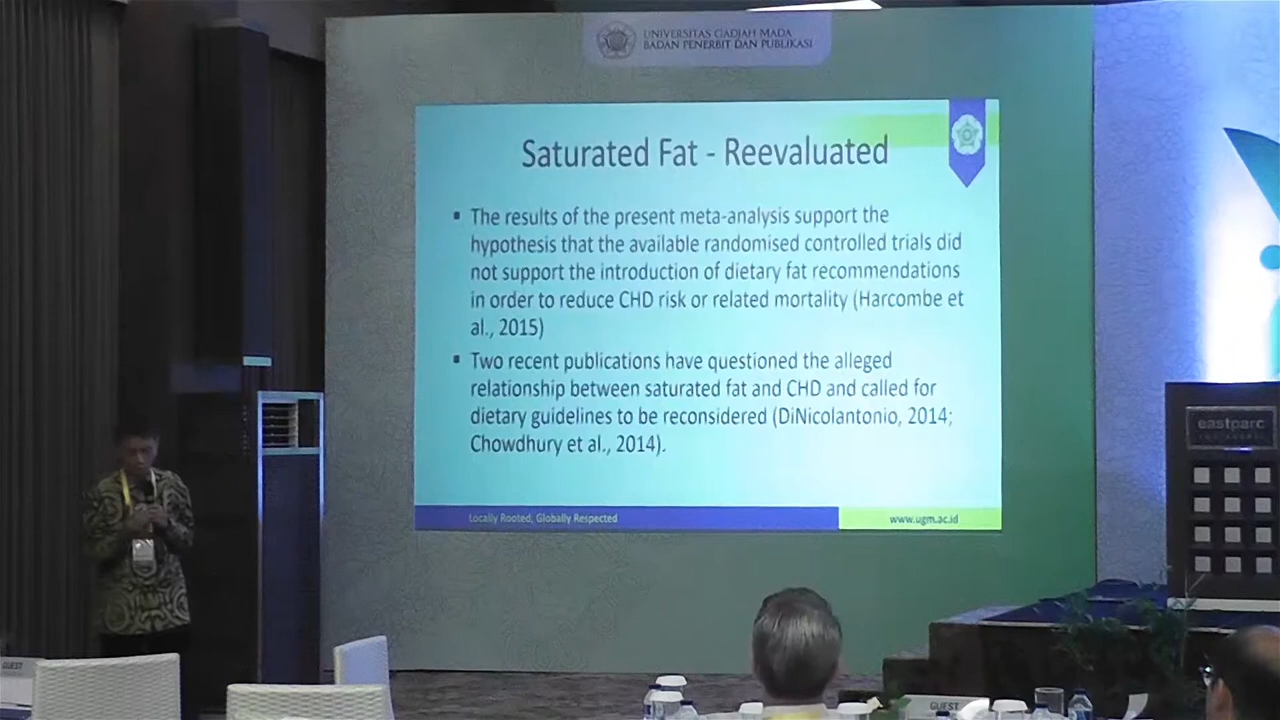 UNIVERSITAS GADJAH MADA
BADAN PENERBIT DAN PUBLIKASI
Saturated Fat - Reevaluated
▪ The results of the present meta-analysis support the
hypothesis that the available randomised controlled trials did
not support the introduction of dietary fat recommendations
in order to reduce CHD risk or related mortality (Harcombe et
al., 2015)
▪ Two recent publications have questioned the alleged
relationship between saturated fat and CHD and called for
dietary guidelines to be reconsidered (DiNicolantonio, 2014;
Chowdhury et al., 2014).
Locally Rooted, Globally Respected
www.ugm.ac.id
eastparc
GUEST
GUEST